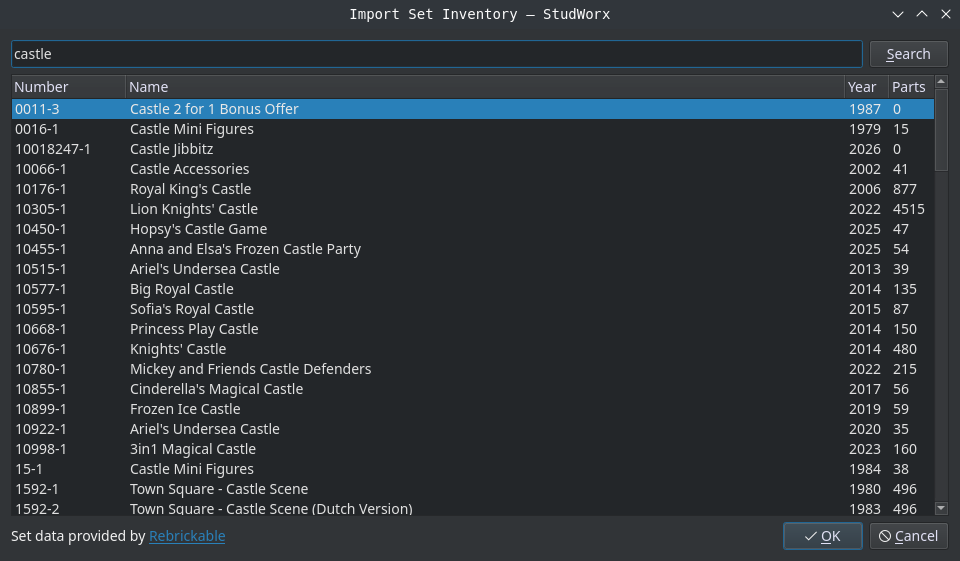 Import Set Inventory — StudWorx
castle Search
Number Name Year Parts
0011-3 Castle 2 for 1 Bonus Offer 1987 0
0016-1 Castle Mini Figures 1979 15
10018247-1 Castle Jibbitz 2026 0
10066-1 Castle Accessories 2002 41
10176-1 Royal King's Castle 2006 877
10305-1 Lion Knights' Castle 2022 4515
10450-1 Hopsy's Castle Game 2025 47
10455-1 Anna and Elsa's Frozen Castle Party 2025 54
10515-1 Ariel's Undersea Castle 2013 39
10577-1 Big Royal Castle 2014 135
10595-1 Sofia's Royal Castle 2015 87
10668-1 Princess Play Castle 2014 150
10676-1 Knights' Castle 2014 480
10780-1 Mickey and Friends Castle Defenders 2022 215
10855-1 Cinderella's Magical Castle 2017 56
10899-1 Frozen Ice Castle 2019 59
10922-1 Ariel's Undersea Castle 2020 35
10998-1 3in1 Magical Castle 2023 160
15-1 Castle Mini Figures 1984 38
1592-1 Town Square - Castle Scene 1980 496
1592-2 Town Square - Castle Scene (Dutch Version) 1983 496
Set data provided by Rebrickable OK Cancel